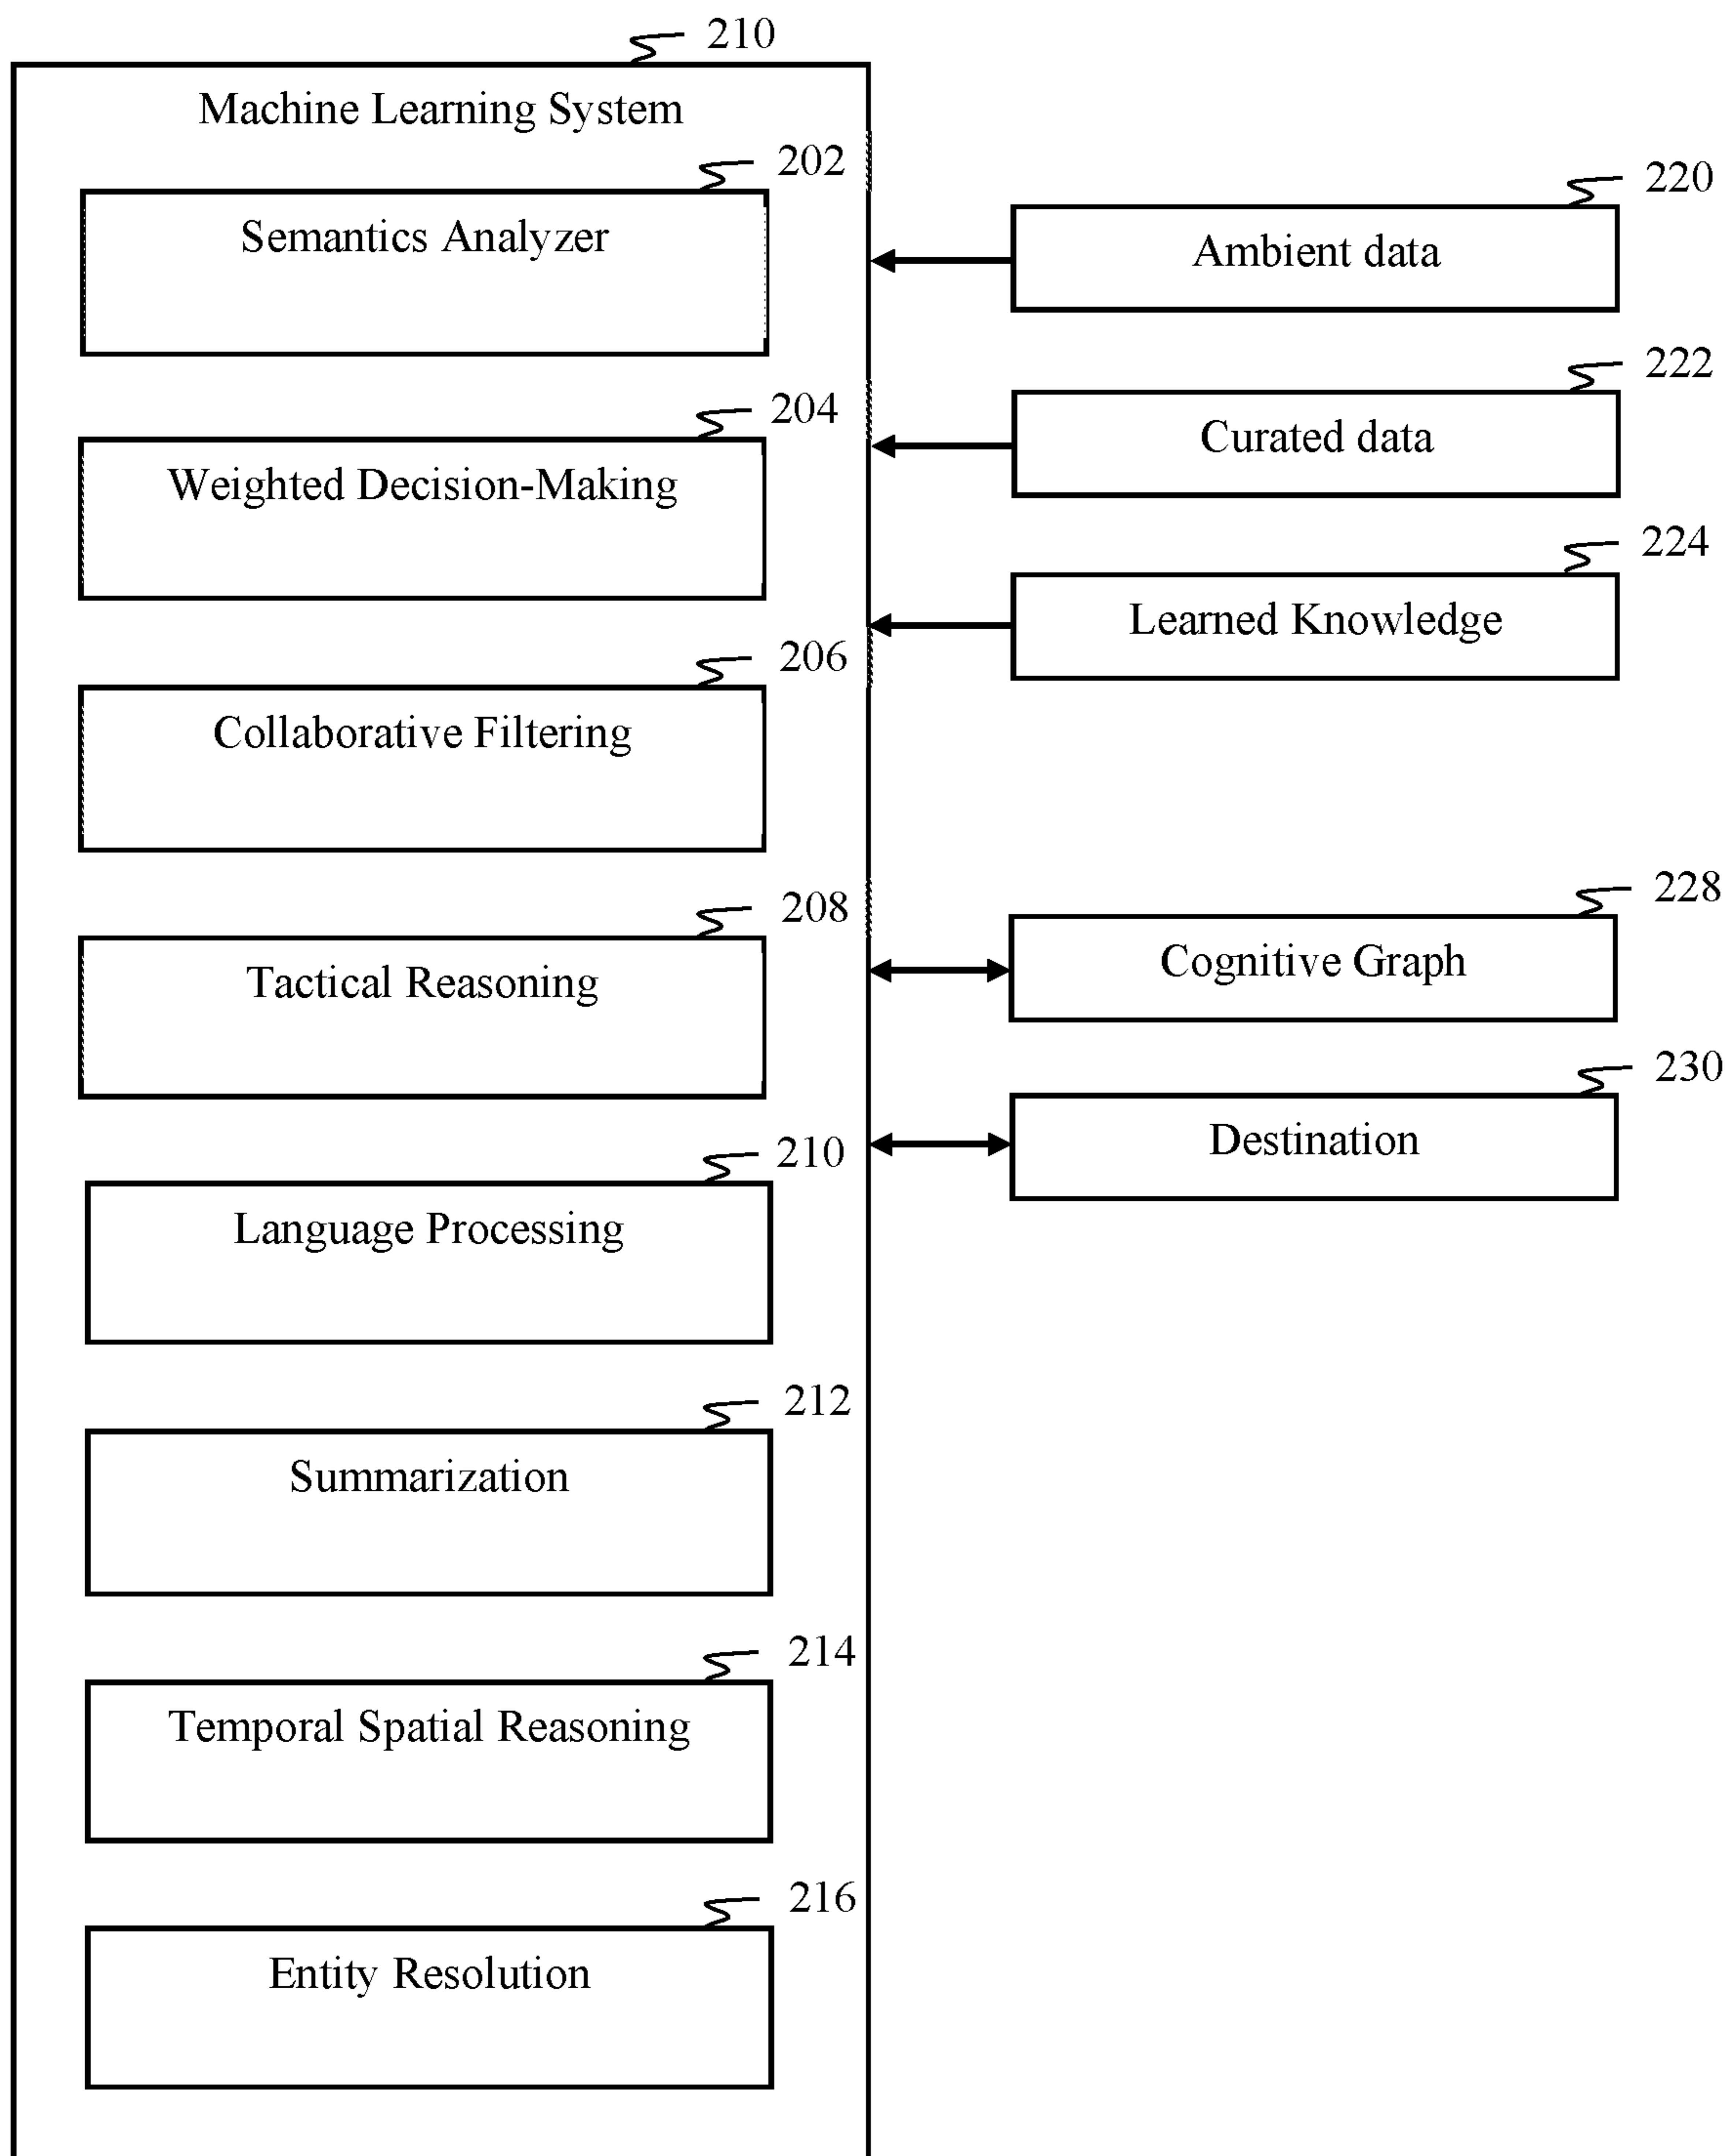 210
Machine Learning System
202
Semantics Analyzer
204
Weighted Decision-Making
206
Collaborative Filtering
208
Tactical Reasoning
210
Language Processing
212
Summarization
214
Temporal Spatial Reasoning
216
Entity Resolution
220
Ambient data
222
Curated data
224
Learned Knowledge
228
Cognitive Graph
230
Destination